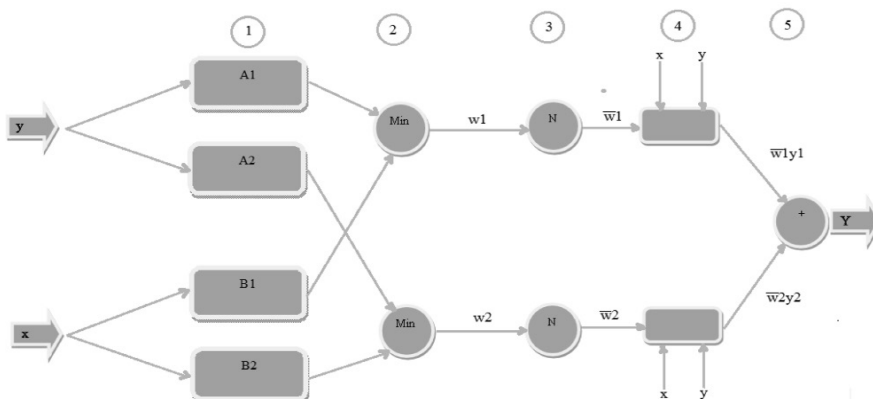 1 2 3 4 5
x y
A1
y
Min w1 N w̅1
A2
w̅1y1
+ Y
B1
w̅2y2
x
Min w2 N w̅2
B2
x y